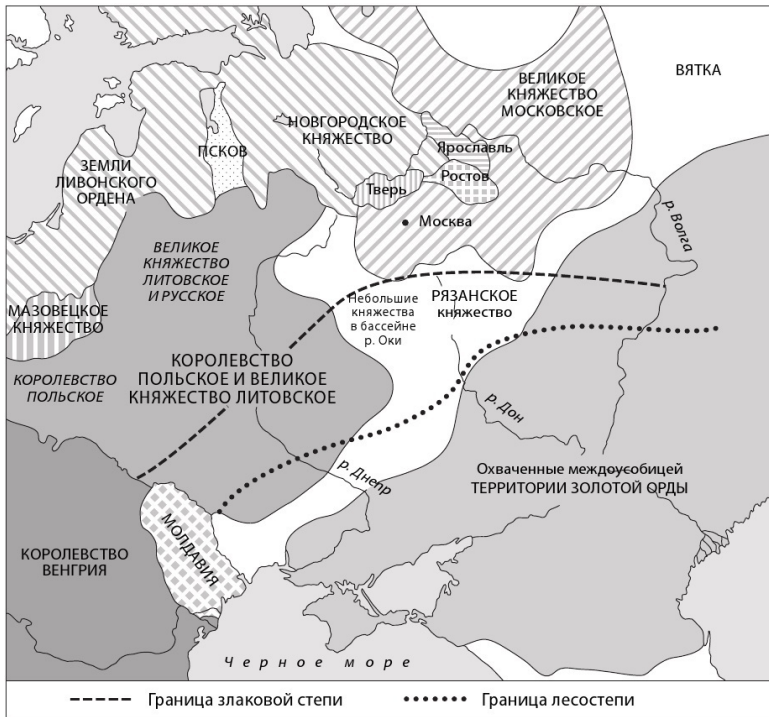 ВЕЛИКОЕ
КНЯЖЕСТВО
МОСКОВСКОЕ
ВЯТКА
НОВГОРОДСКОЕ
КНЯЖЕСТВО
ПСКОВ
Ярославль
Ростов
Тверь
Москва
ЗЕМЛИ
ЛИВОНСКОГО
ОРДЕНА
р. Волга
ВЕЛИКОЕ
КНЯЖЕСТВО
ЛИТОВСКОЕ
И РУССКОЕ
МАЗОВЕЦКОЕ
КНЯЖЕСТВО
Небольшие
княжества
в бассейне
р. Оки
РЯЗАНСКОЕ
княжество
КОРОЛЕВСТВО
ПОЛЬСКОЕ
КОРОЛЕВСТВО
ПОЛЬСКОЕ И ВЕЛИКОЕ
КНЯЖЕСТВО ЛИТОВСКОЕ
р. Дон
р. Днепр
Охваченные междоусобицей
ТЕРРИТОРИИ ЗОЛОТОЙ ОРДЫ
МОЛДАВИЯ
КОРОЛЕВСТВО
ВЕНГРИЯ
Черное море
Граница злаковой степи
Граница лесостепи